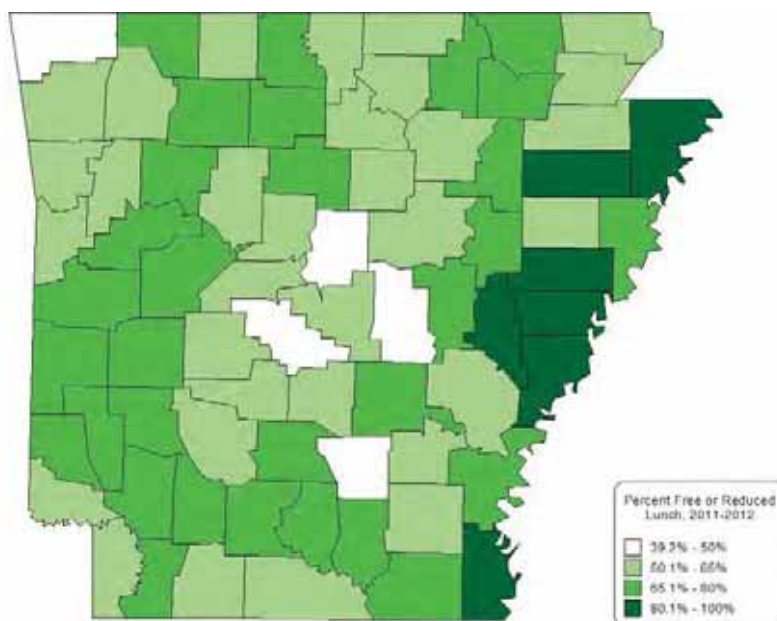 Percent Free or Reduced
Lunch, 2011-2012
39.2% - 50%
50.1% - 65%
65.1% - 80%
80.1% - 100%